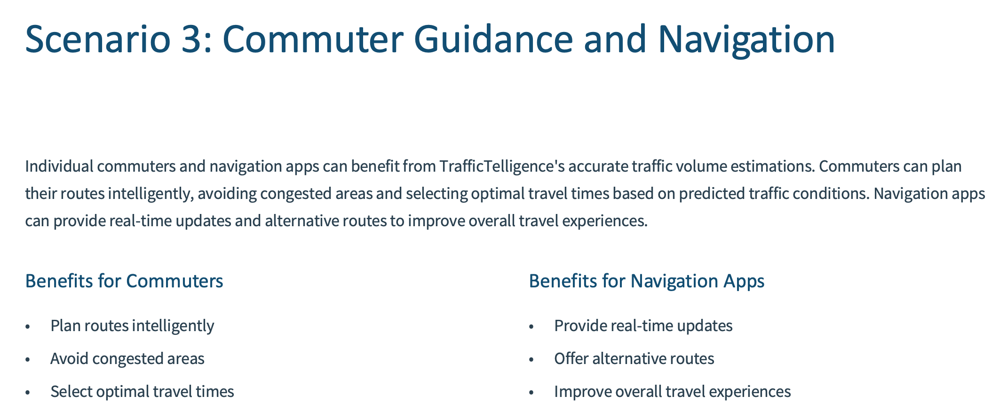 Scenario 3: Commuter Guidance and Navigation
Individual commuters and navigation apps can benefit from TrafficTelligence's accurate traffic volume estimations. Commuters can plan
their routes intelligently, avoiding congested areas and selecting optimal travel times based on predicted traffic conditions. Navigation apps
can provide real-time updates and alternative routes to improve overall travel experiences.
Benefits for Commuters
• Plan routes intelligently
• Avoid congested areas
• Select optimal travel times
Benefits for Navigation Apps
• Provide real-time updates
• Offer alternative routes
• Improve overall travel experiences